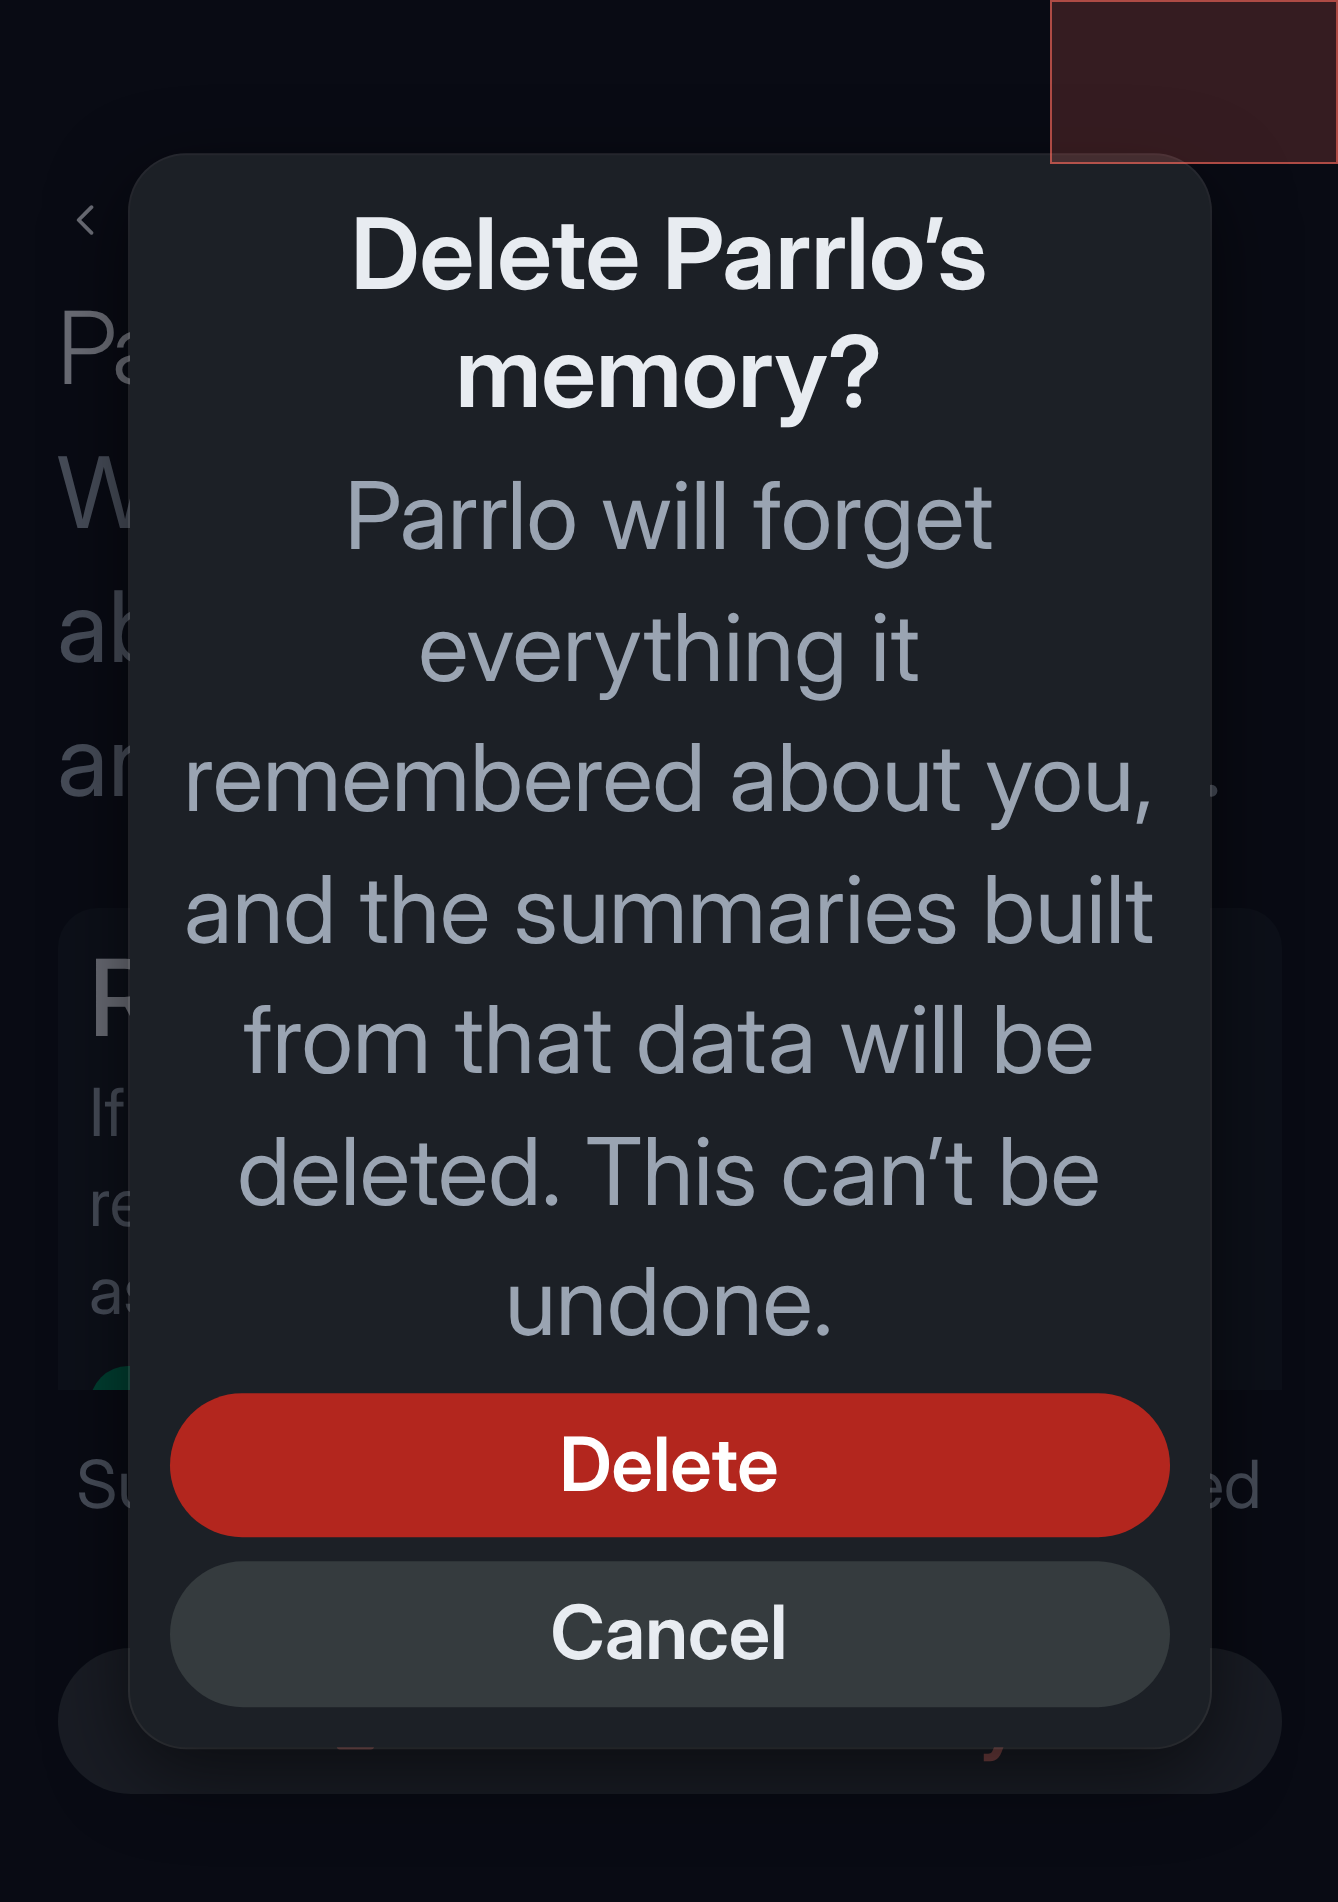 Delete Parrlo’s
memory?
Parrlo will forget
everything it
remembered about you,
and the summaries built
from that data will be
deleted. This can’t be
undone.
Delete
Cancel